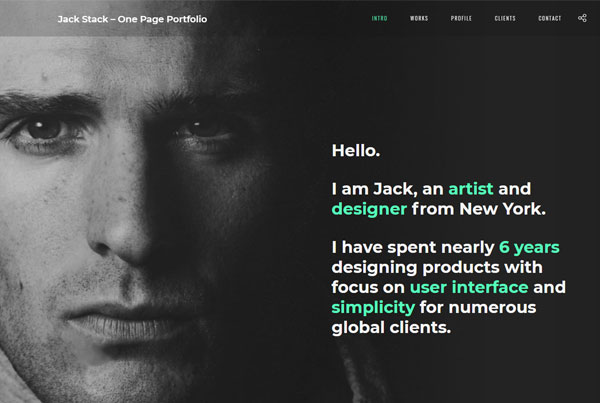 Jack Stack – One Page Portfolio
INTRO WORKS PROFILE CLIENTS CONTACT
Hello.
I am Jack, an artist and
designer from New York.
I have spent nearly 6 years
designing products with
focus on user interface and
simplicity for numerous
global clients.